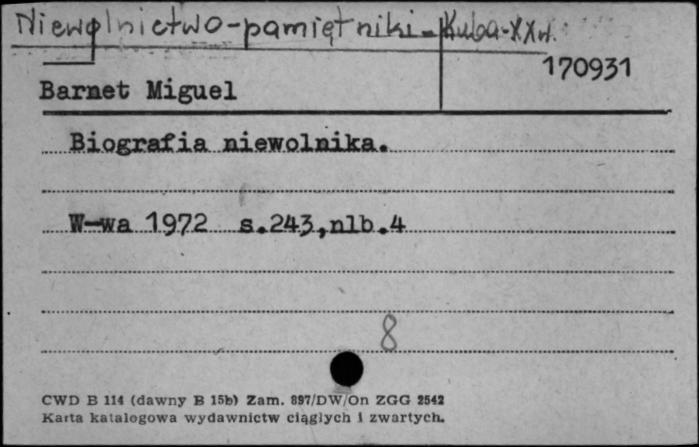 Niewolnictwo-pamiętniki-Kuba-XXw.
170931
Barnet Miguel
Biografia niewolnika.
W-wa 1972 s.243,nlb.4
8
CWD B 114 (dawny B 15b) Zam. 897/DW/On ZGG 2542
Karta katalogowa wydawnictw ciągłych i zwartych.